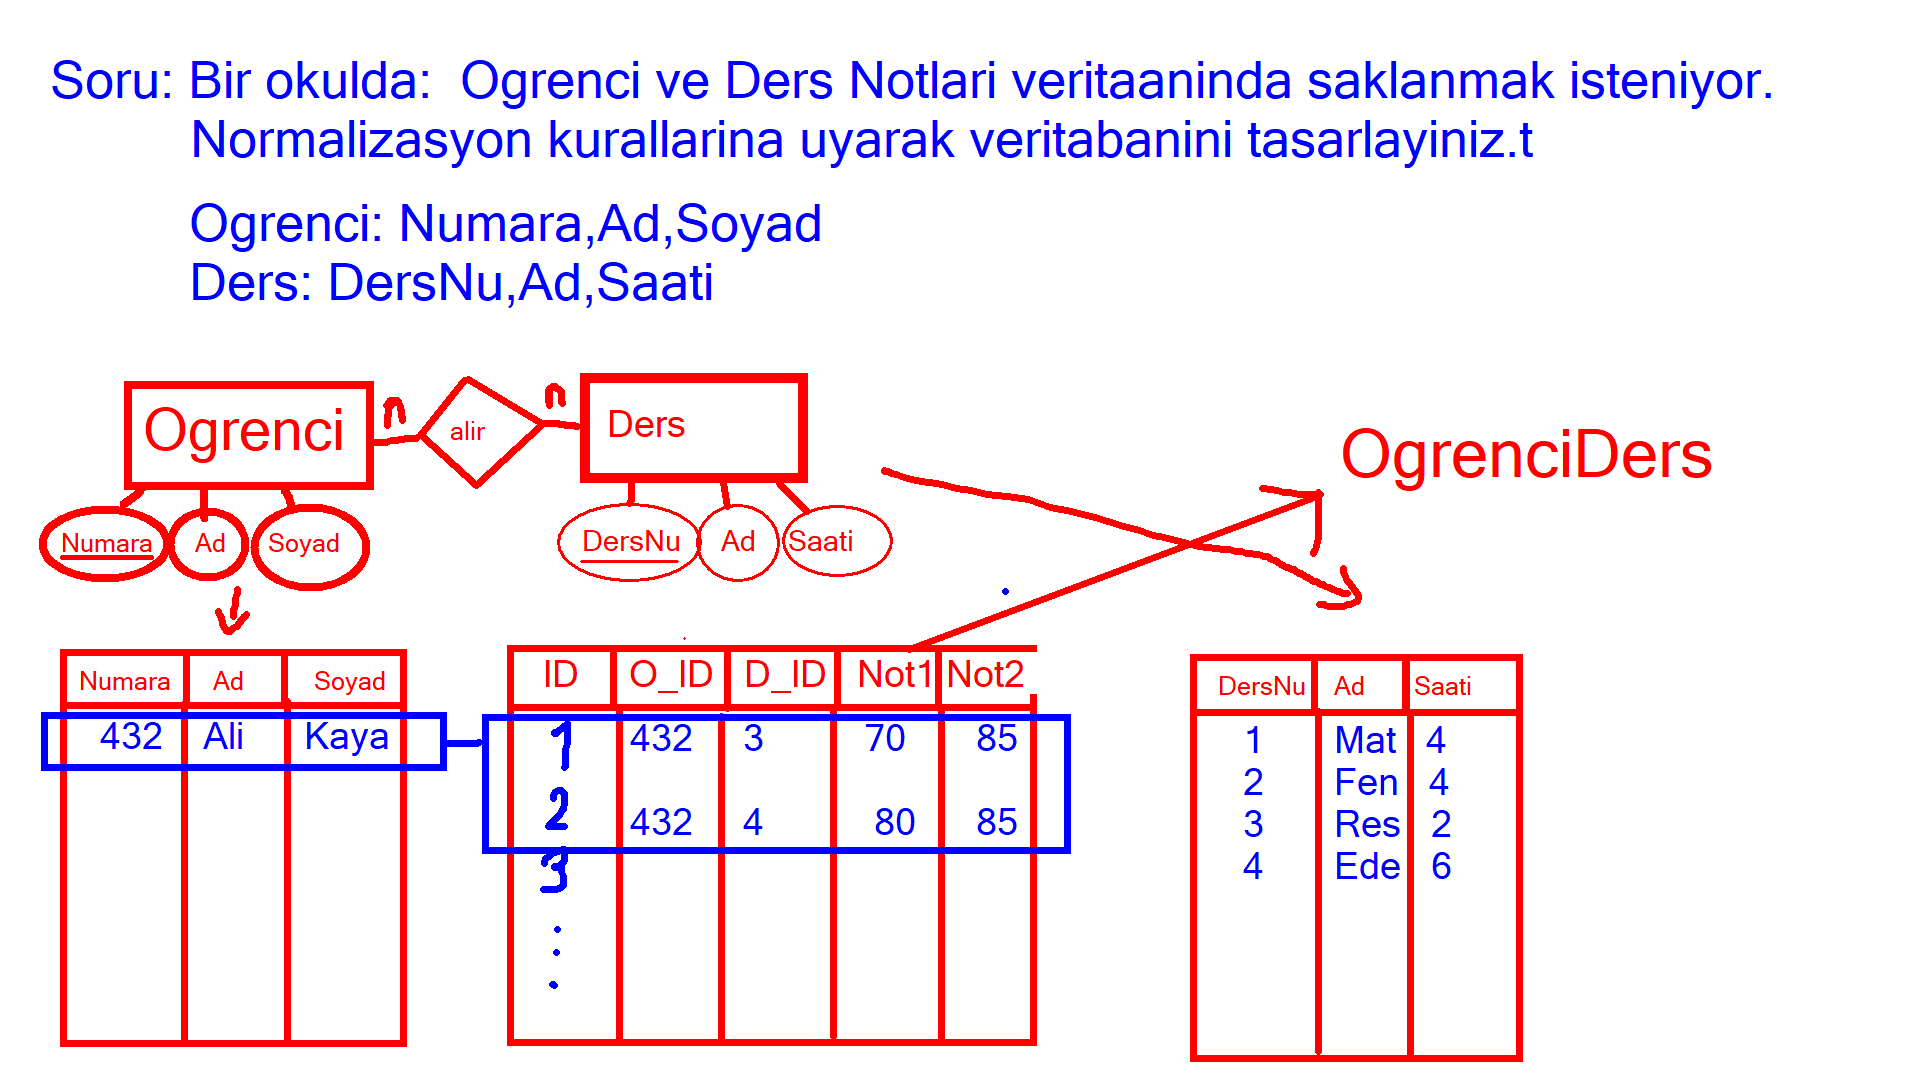 Soru: Bir okulda: Ogrenci ve Ders Notlari veritaaninda saklanmak isteniyor.
Normalizasyon kurallarina uyarak veritabanini tasarlayiniz.t
Ogrenci: Numara,Ad,Soyad
Ders: DersNu,Ad,Saati
Ogrenci n alir n Ders
OgrenciDers
Numara Ad Soyad DersNu Ad Saati
Numara Ad Soyad
432 Ali Kaya
ID O_ID D_ID Not1 Not2
1 432 3 70 85
2 432 4 80 85
3
DersNu Ad Saati
1 Mat 4
2 Fen 4
3 Res 2
4 Ede 6